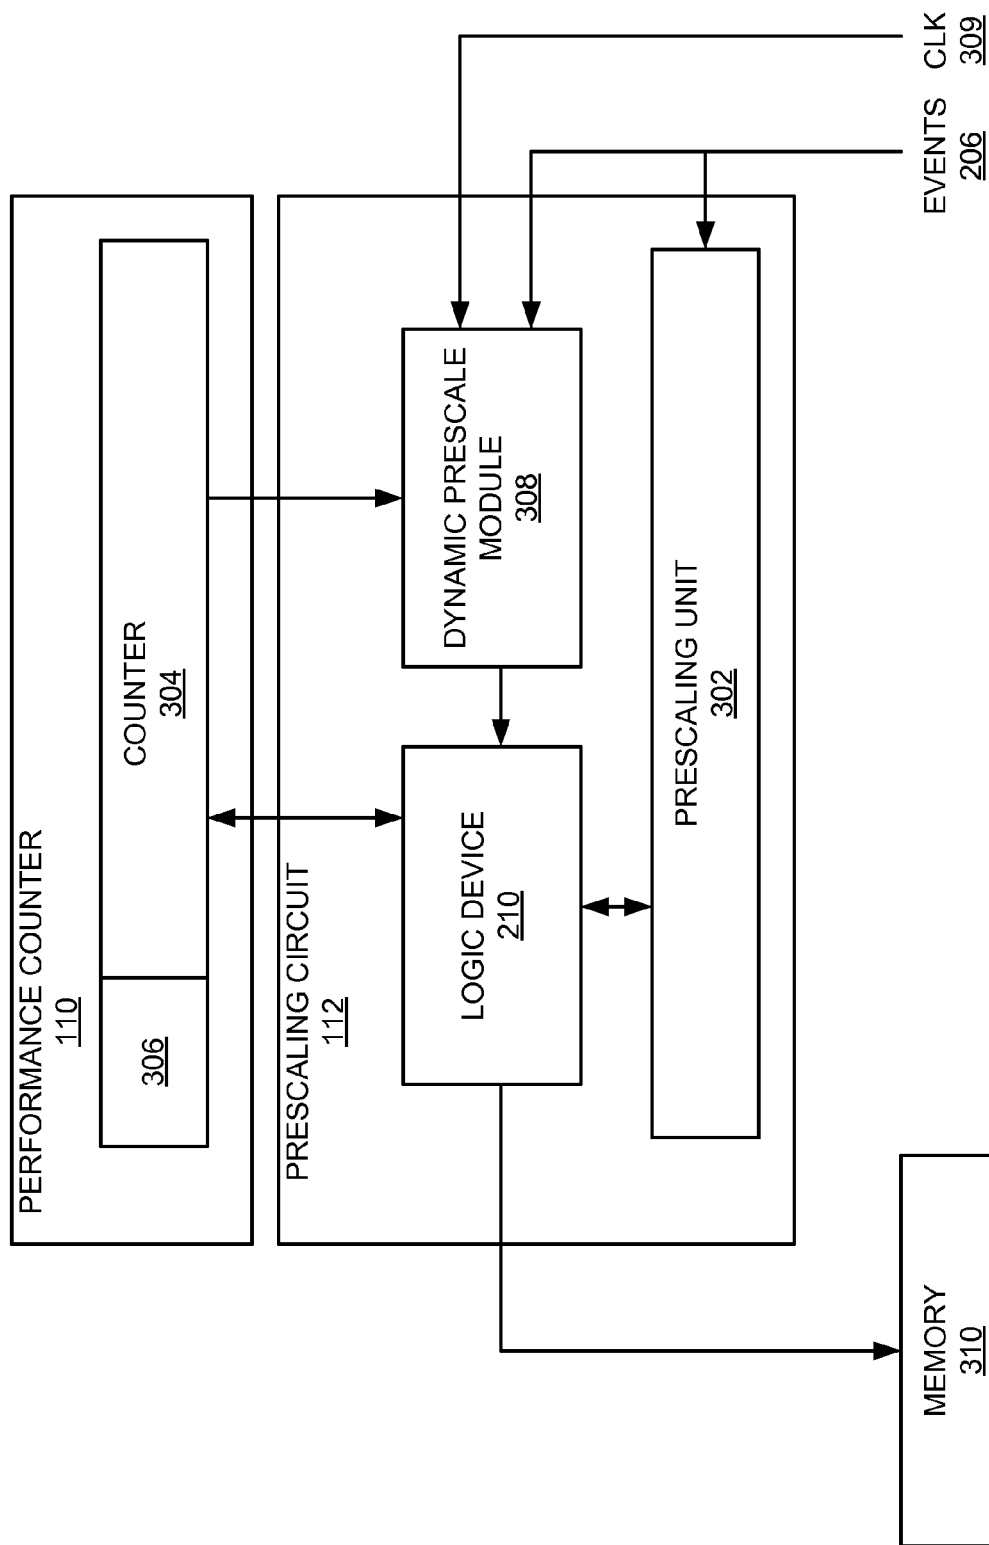 PERFORMANCE COUNTER
110
306
COUNTER
304
PRESCALING CIRCUIT
112
LOGIC DEVICE
210
DYNAMIC PRESCALE
MODULE
308
PRESCALING UNIT
302
MEMORY
310
EVENTS
206
CLK
309